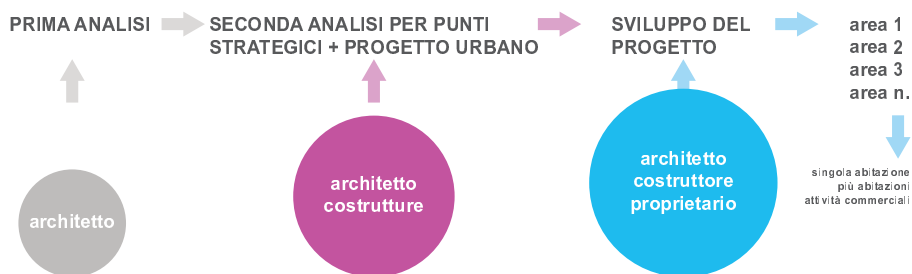 PRIMA ANALISI
SECONDA ANALISI PER PUNTI
STRATEGICI + PROGETTO URBANO
SVILUPPO DEL
PROGETTO
area 1
area 2
area 3
area n.
singola abitazione
più abitazioni
attività commerciali
architetto
architetto
costrutture
architetto
costruttore
proprietario